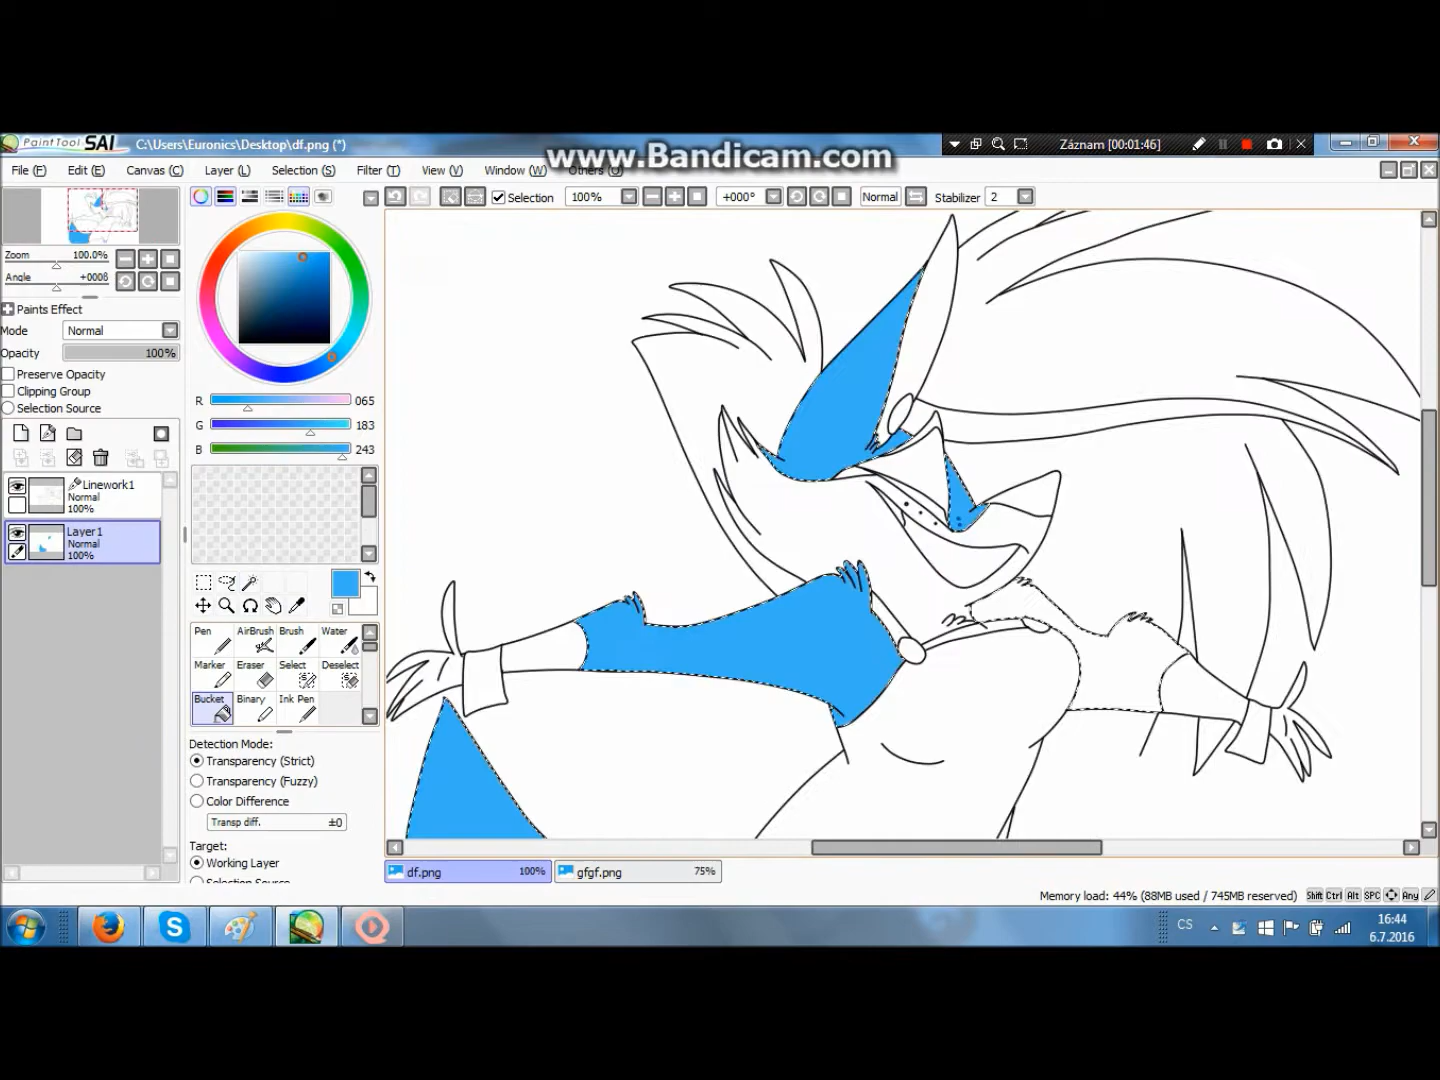 PaintTool SAI C:\Users\Euronics\Desktop\df.png (*)
www.Bandicam.com
Záznam [00:01:46]
File (F) Edit (E) Canvas (C) Layer (L) Selection (S) Filter (T) View (V) Window (W) Others (O)
Selection 100% +000° Normal Stabilizer 2
Zoom 100.0%
Angle
Paints Effect
Mode Normal
Opacity 100%
Preserve Opacity
Clipping Group
Selection Source
R 065
G 183
B 243
Linework1
Normal
100%
Layer1
Normal
100%
Pen AirBrush Brush Water
Marker Eraser Select Deselect
Bucket Binary Ink Pen
Detection Mode:
Transparency (Strict)
Transparency (Fuzzy)
Color Difference
Transp diff. ±0
Target:
Working Layer
Selection Source
df.png 100% gfgf.png 75%
Memory load: 44% (88MB used / 745MB reserved) Shift Ctrl Alt SPC Any
CS
16:44
6.7.2016